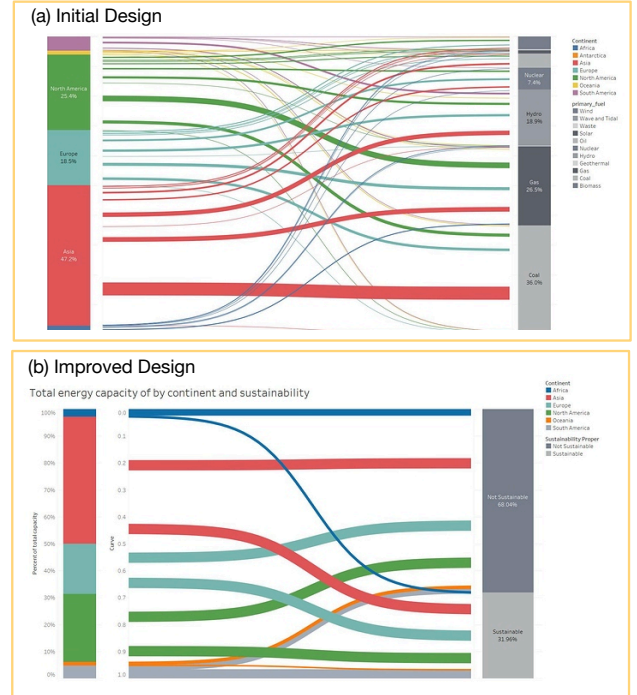 (a) Initial Design
Continent
Africa
Antarctica
Asia
Europe
North America
Oceania
South America
primary_fuel
Wind
Wave and Tidal
Waste
Solar
Oil
Nuclear
Hydro
Geothermal
Gas
Coal
Biomass
North America
25.4%
Europe
18.5%
Asia
47.2%
Nuclear
7.4%
Hydro
18.9%
Gas
26.5%
Coal
36.0%
(b) Improved Design
Total energy capacity of by continent and sustainability
Continent
Africa
Asia
Europe
North America
Oceania
South America
Sustainability Proper
Not Sustainable
Sustainable
Percent of total capacity
100%
90%
80%
70%
60%
50%
40%
30%
20%
10%
0%
Curve
0.0
0.1
0.2
0.3
0.4
0.5
0.6
0.7
0.8
0.9
1.0
Not Sustainable
68.04%
Sustainable
31.96%